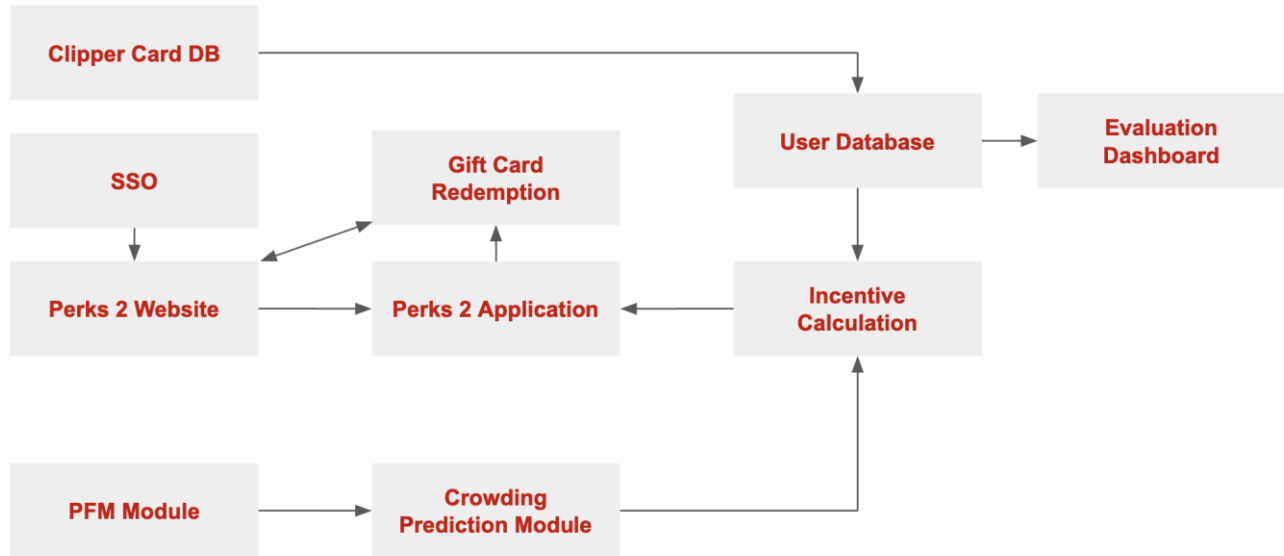 Clipper Card DB
User Database
Evaluation
Dashboard
SSO
Gift Card
Redemption
Perks 2 Website
Perks 2 Application
Incentive
Calculation
PFM Module
Crowding
Prediction Module